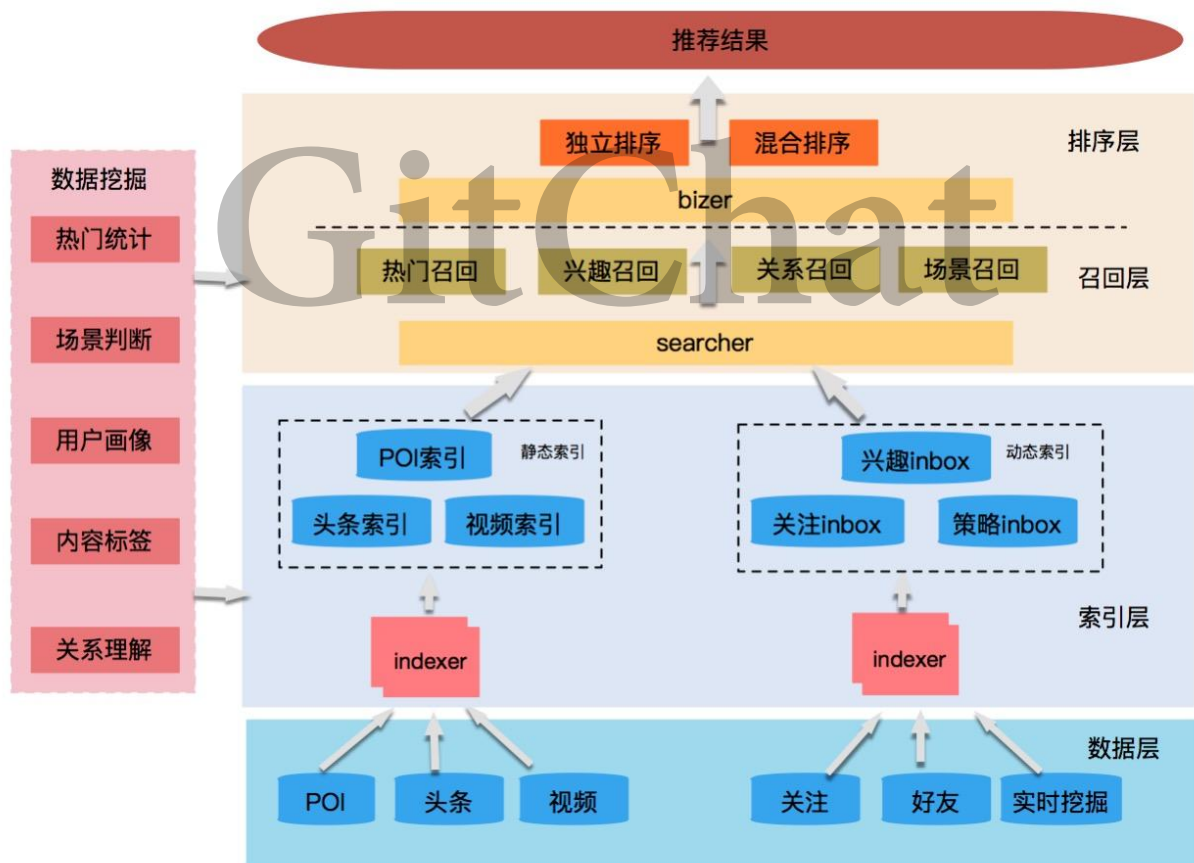 推荐结果
独立排序
混合排序
排序层
bizer
热门召回
兴趣召回
关系召回
场景召回
召回层
searcher
数据挖掘
热门统计
场景判断
用户画像
内容标签
关系理解
POI索引
静态索引
头条索引
视频索引
兴趣inbox
动态索引
关注inbox
策略inbox
索引层
indexer
indexer
数据层
POI
头条
视频
关注
好友
实时挖掘
GitChat